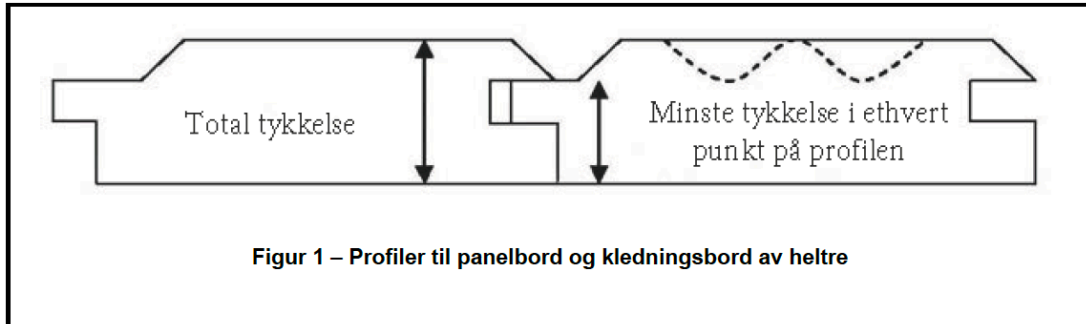 Total tykkelse
Minste tykkelse i ethvert
punkt på profilen
Figur 1 – Profiler til panelbord og kledningsbord av heltre